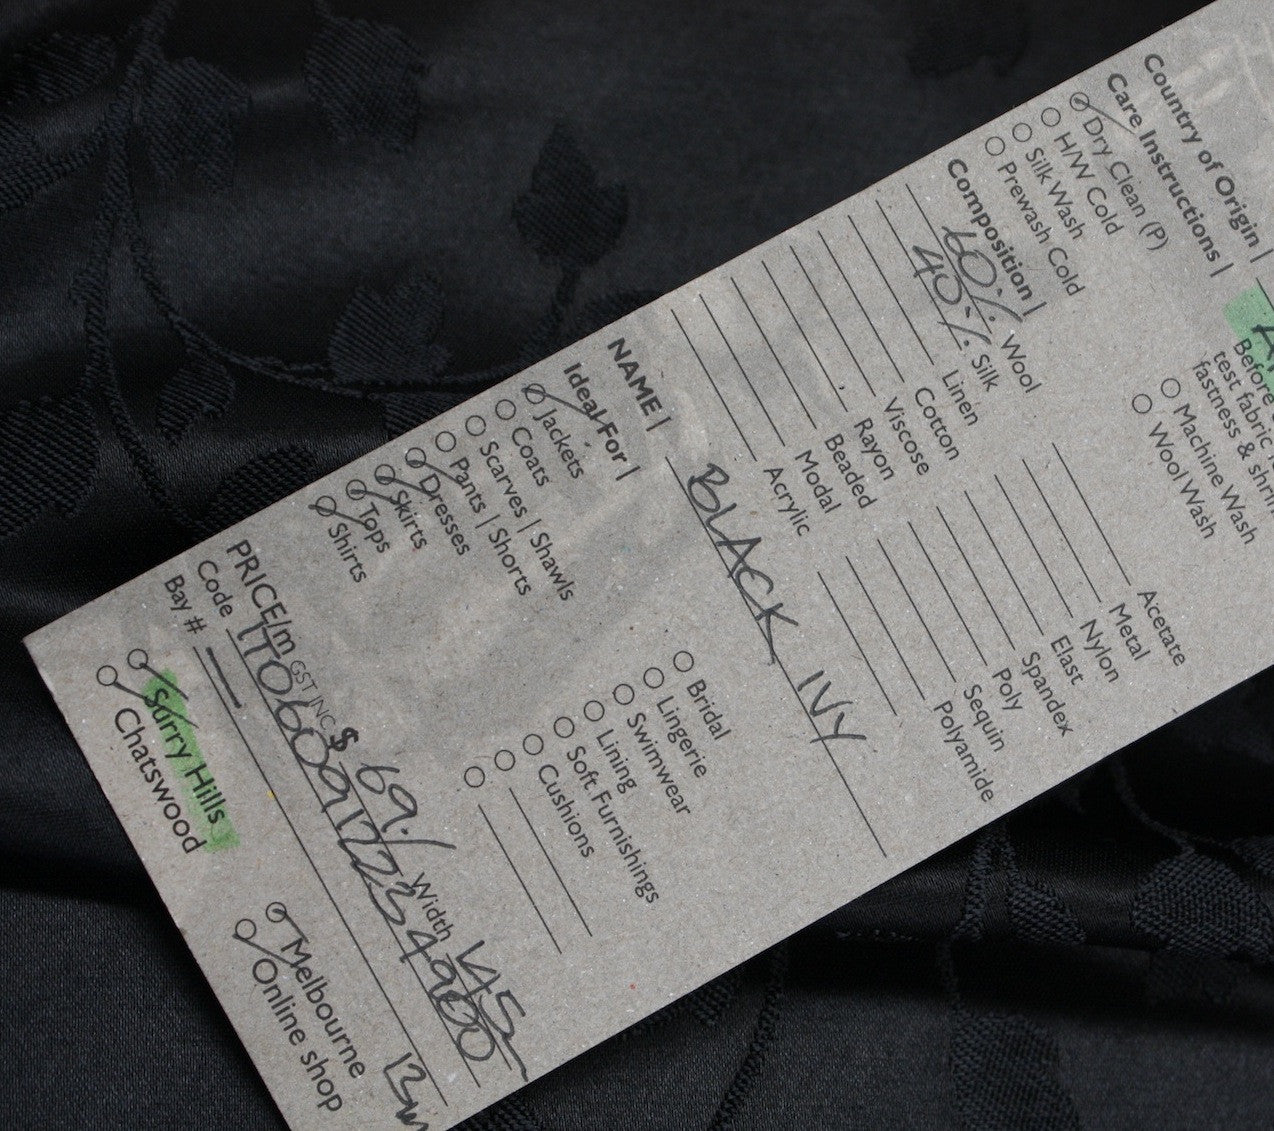 Country of Origin |
Care Instructions |
Dry Clean (P)
H/W Cold
Silk Wash
Prewash Cold
Before
test fabric
fastness & shrin
Machine Wash
Wool Wash
Composition |
60% Wool
40% Silk
Linen
Cotton
Viscose
Rayon
Beaded
Modal
Acrylic
Acetate
Metal
Nylon
Elast
Spandex
Poly
Sequin
Polyamide
NAME | BLACK IVY
Ideal For |
Jackets
Coats
Scarves | Shawls
Pants | Shorts
Dresses
Skirts
Tops
Shirts
Bridal
Lingerie
Swimwear
Lining
Soft Furnishings
Cushions
PRICE/m GST INC $ 69./ Width 145
Code 11060912234900
Bay # — 13m
Surry Hills
Chatswood
Melbourne
Online shop